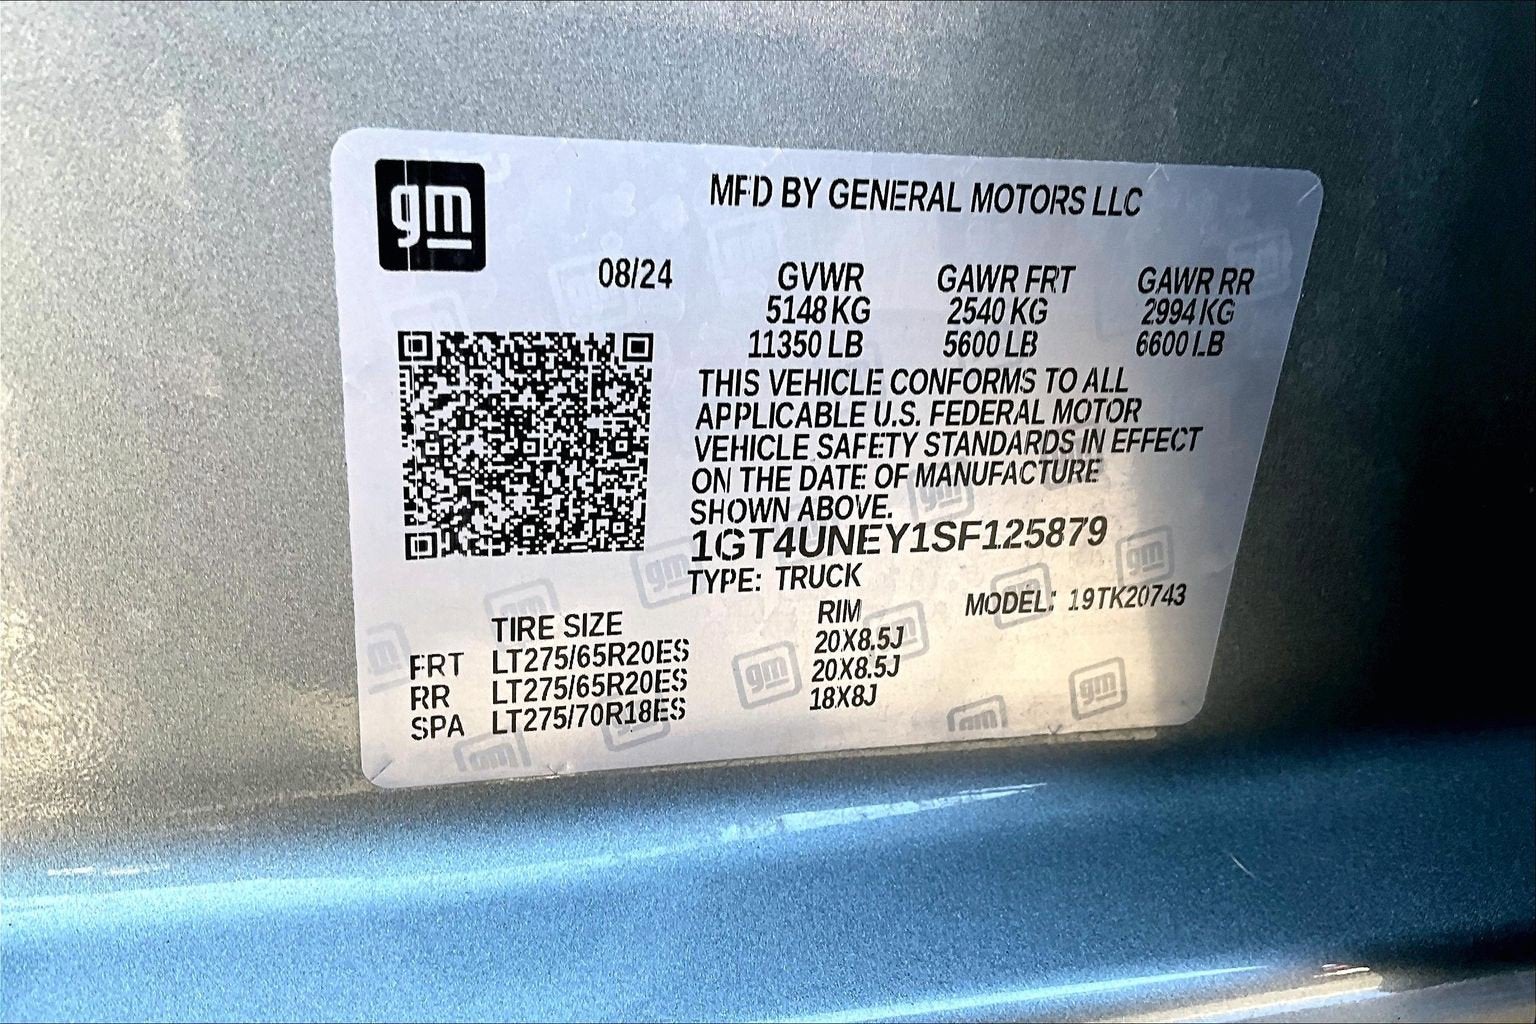 gm
MFD BY GENERAL MOTORS LLC
08/24 GVWR GAWR FRT GAWR RR
5148 KG 2540 KG 2994 KG
11350 LB 5600 LB 6600 LB
THIS VEHICLE CONFORMS TO ALL
APPLICABLE U.S. FEDERAL MOTOR
VEHICLE SAFETY STANDARDS IN EFFECT
ON THE DATE OF MANUFACTURE
SHOWN ABOVE.
1GT4UNEY1SF125879
TYPE: TRUCK
MODEL: 19TK20743
TIRE SIZE RIM
FRT LT275/65R20ES 20X8.5J
RR LT275/65R20ES 20X8.5J
SPA LT275/70R18ES 18X8J